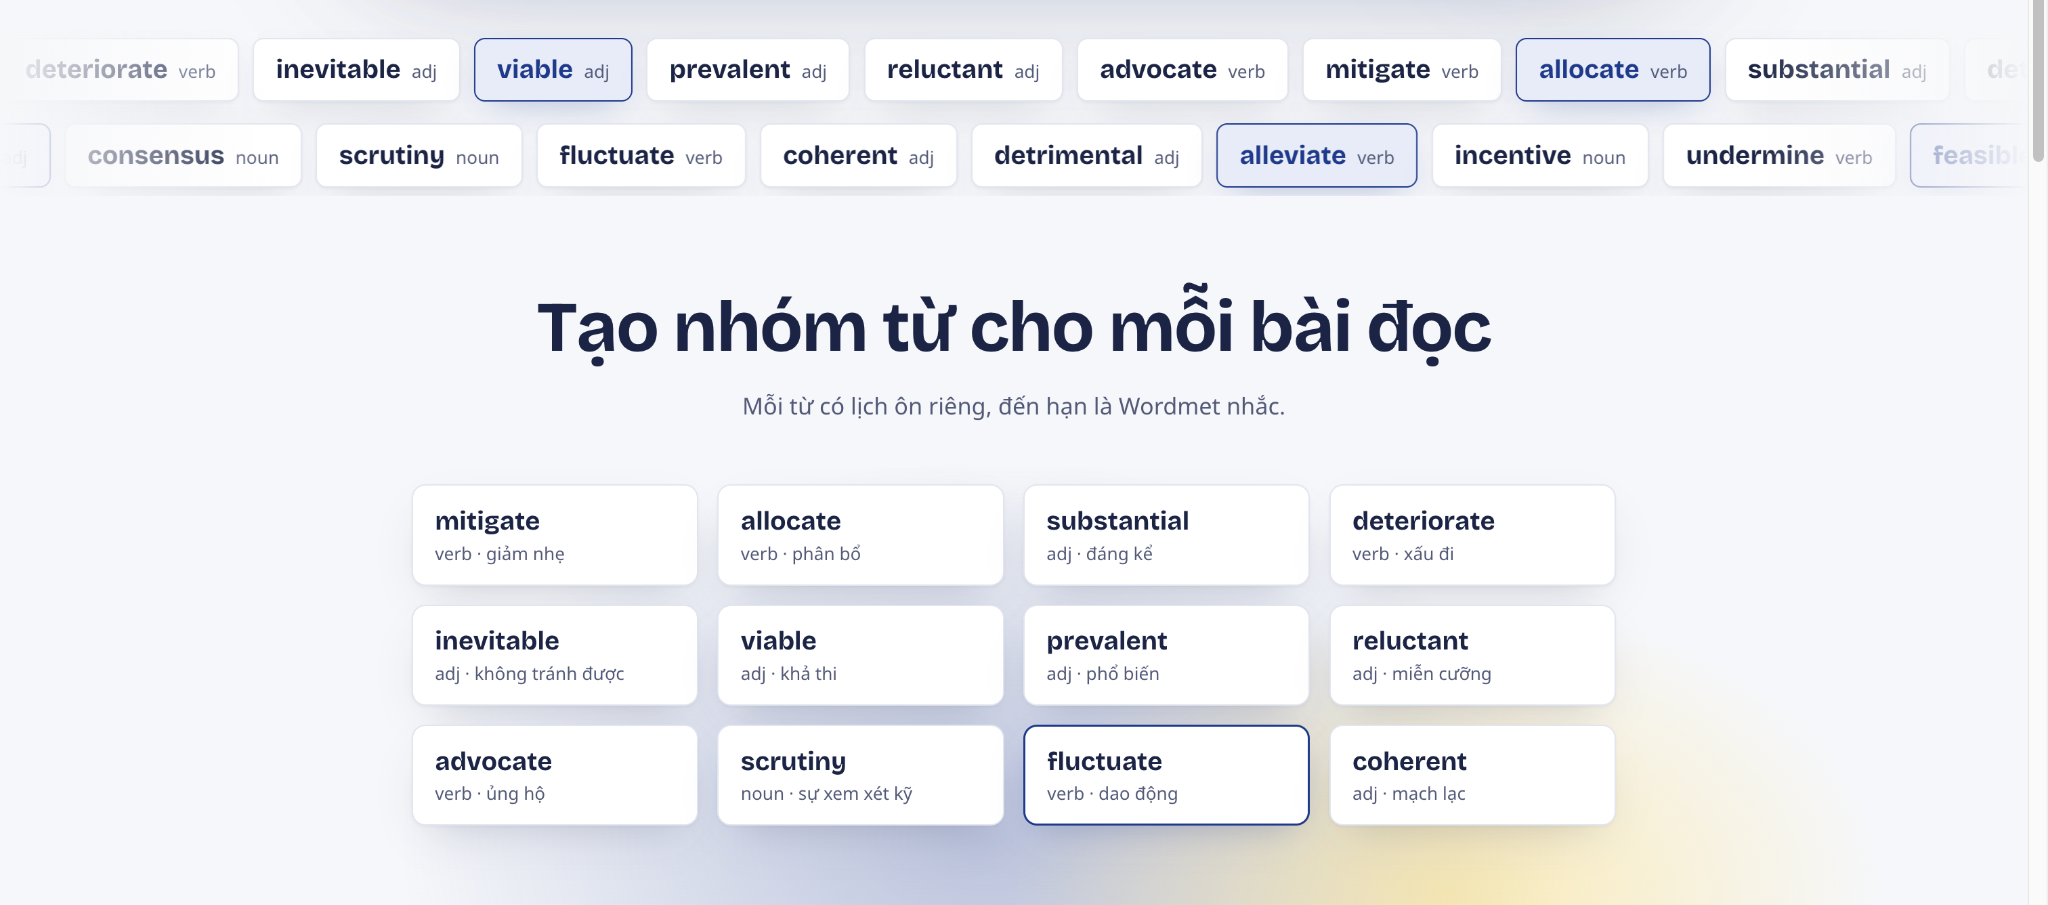 deteriorate verb inevitable adj viable adj prevalent adj reluctant adj advocate verb mitigate verb allocate verb substantial adj
adj consensus noun scrutiny noun fluctuate verb coherent adj detrimental adj alleviate verb incentive noun undermine verb feasible
Tạo nhóm từ cho mỗi bài đọc
Mỗi từ có lịch ôn riêng, đến hạn là Wordmet nhắc.
mitigate allocate substantial deteriorate
verb · giảm nhẹ verb · phân bổ adj · đáng kể verb · xấu đi
inevitable viable prevalent reluctant
adj · không tránh được adj · khả thi adj · phổ biến adj · miễn cưỡng
advocate scrutiny fluctuate coherent
verb · ủng hộ noun · sự xem xét kỹ verb · dao động adj · mạch lạc